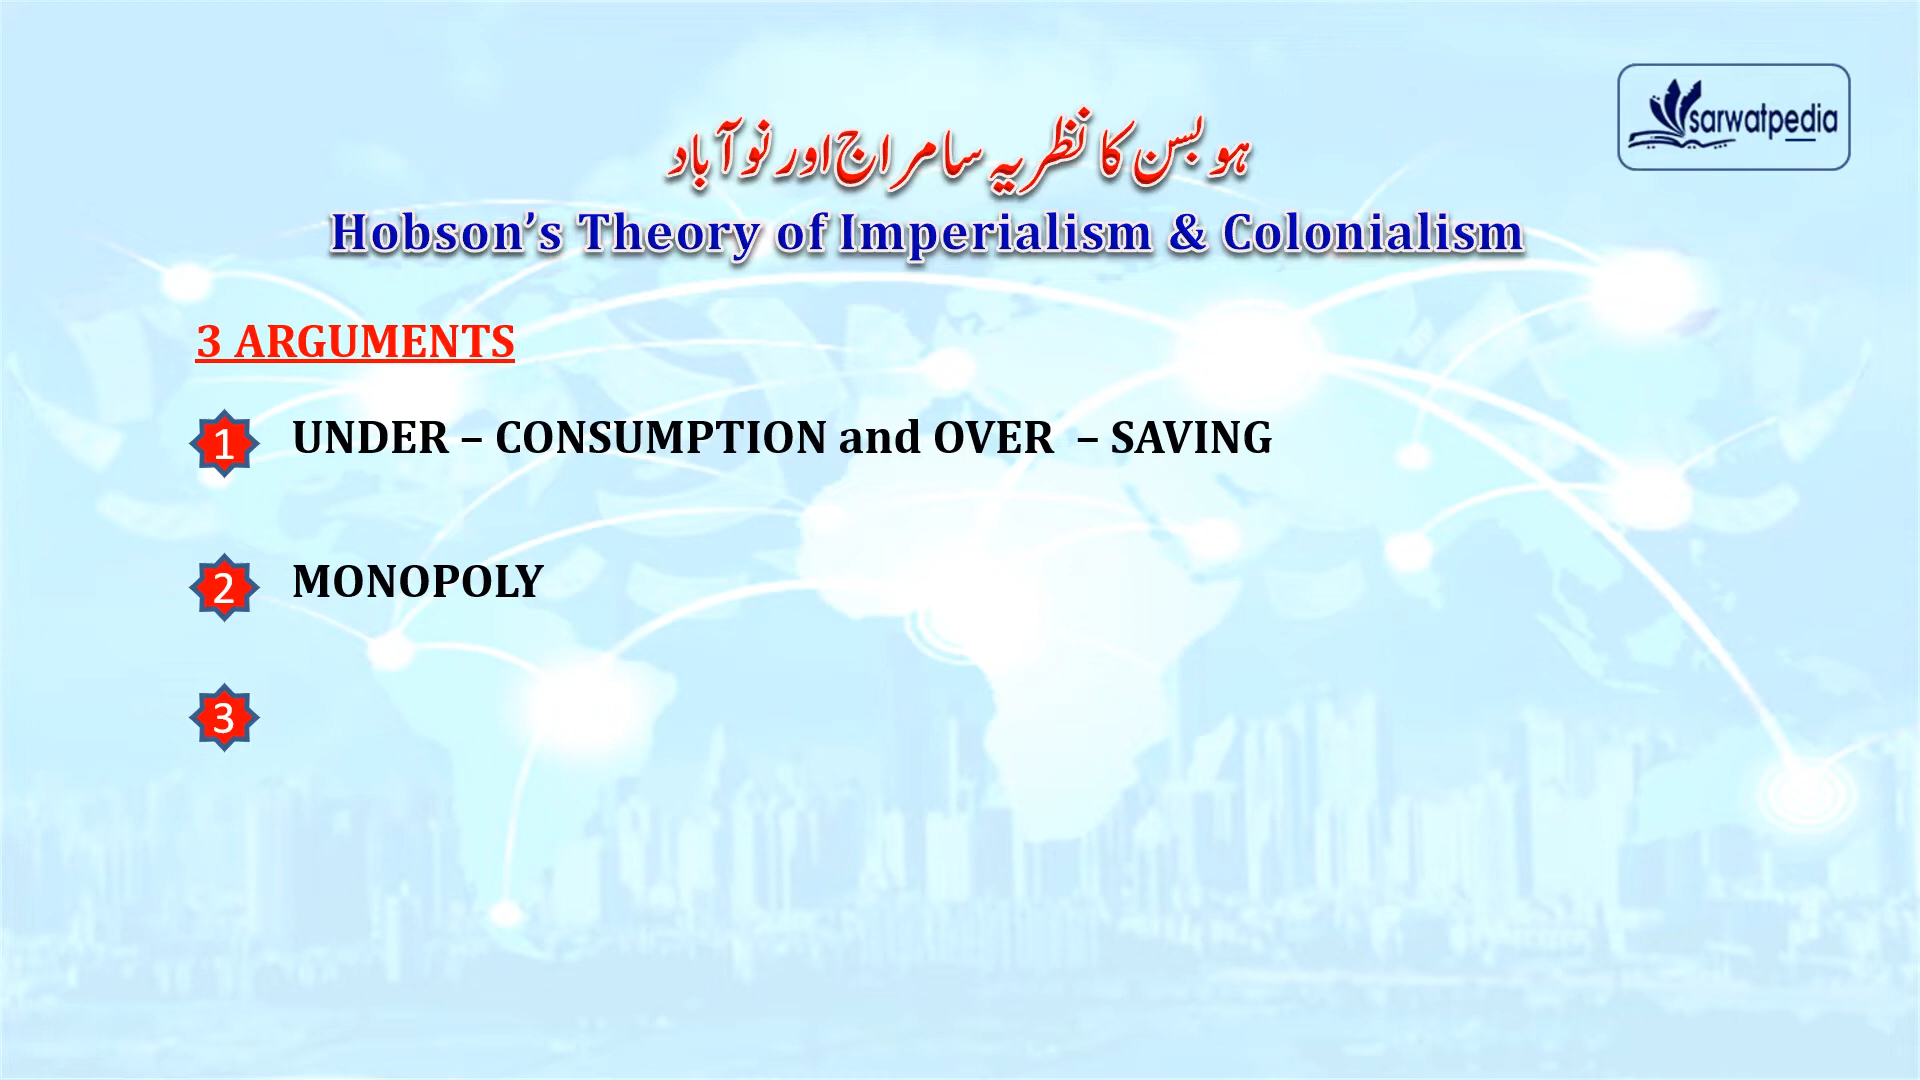 sarwatpedia
ہوبسن کا نظریہ سامراج اور نوآباد
Hobson’s Theory of Imperialism & Colonialism
3 ARGUMENTS
1 UNDER – CONSUMPTION and OVER – SAVING
2 MONOPOLY
3